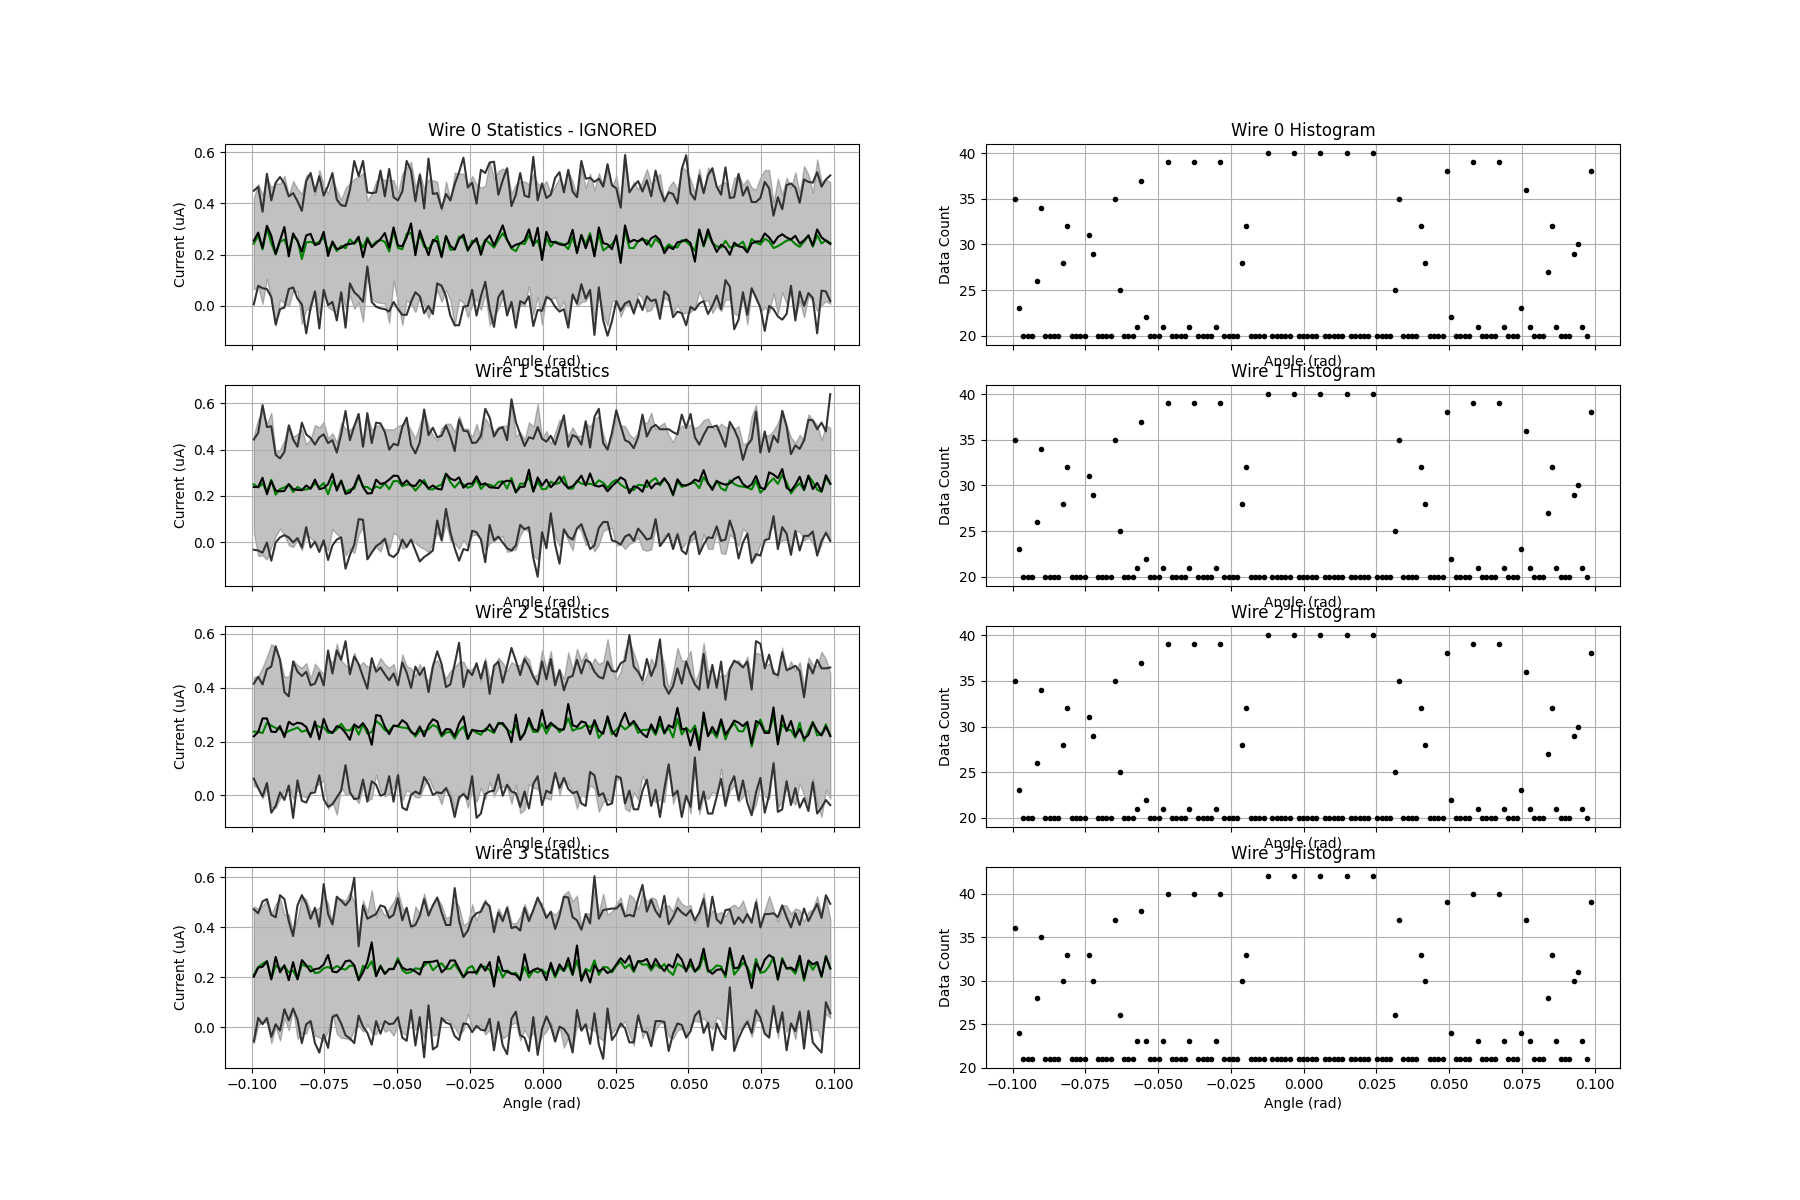 Wire 0 Statistics - IGNORED
Wire 0 Histogram
Current (uA)
0.6
0.4
0.2
0.0
Angle (rad)
Data Count
40
35
30
25
20
Angle (rad)
Wire 1 Statistics
Wire 1 Histogram
Current (uA)
0.6
0.4
0.2
0.0
Angle (rad)
Data Count
40
35
30
25
20
Angle (rad)
Wire 2 Statistics
Wire 2 Histogram
Current (uA)
0.6
0.4
0.2
0.0
Angle (rad)
Data Count
40
35
30
25
20
Angle (rad)
Wire 3 Statistics
Wire 3 Histogram
Current (uA)
0.6
0.4
0.2
0.0
−0.100 −0.075 −0.050 −0.025 0.000 0.025 0.050 0.075 0.100
Angle (rad)
Data Count
40
35
30
25
20
−0.100 −0.075 −0.050 −0.025 0.000 0.025 0.050 0.075 0.100
Angle (rad)